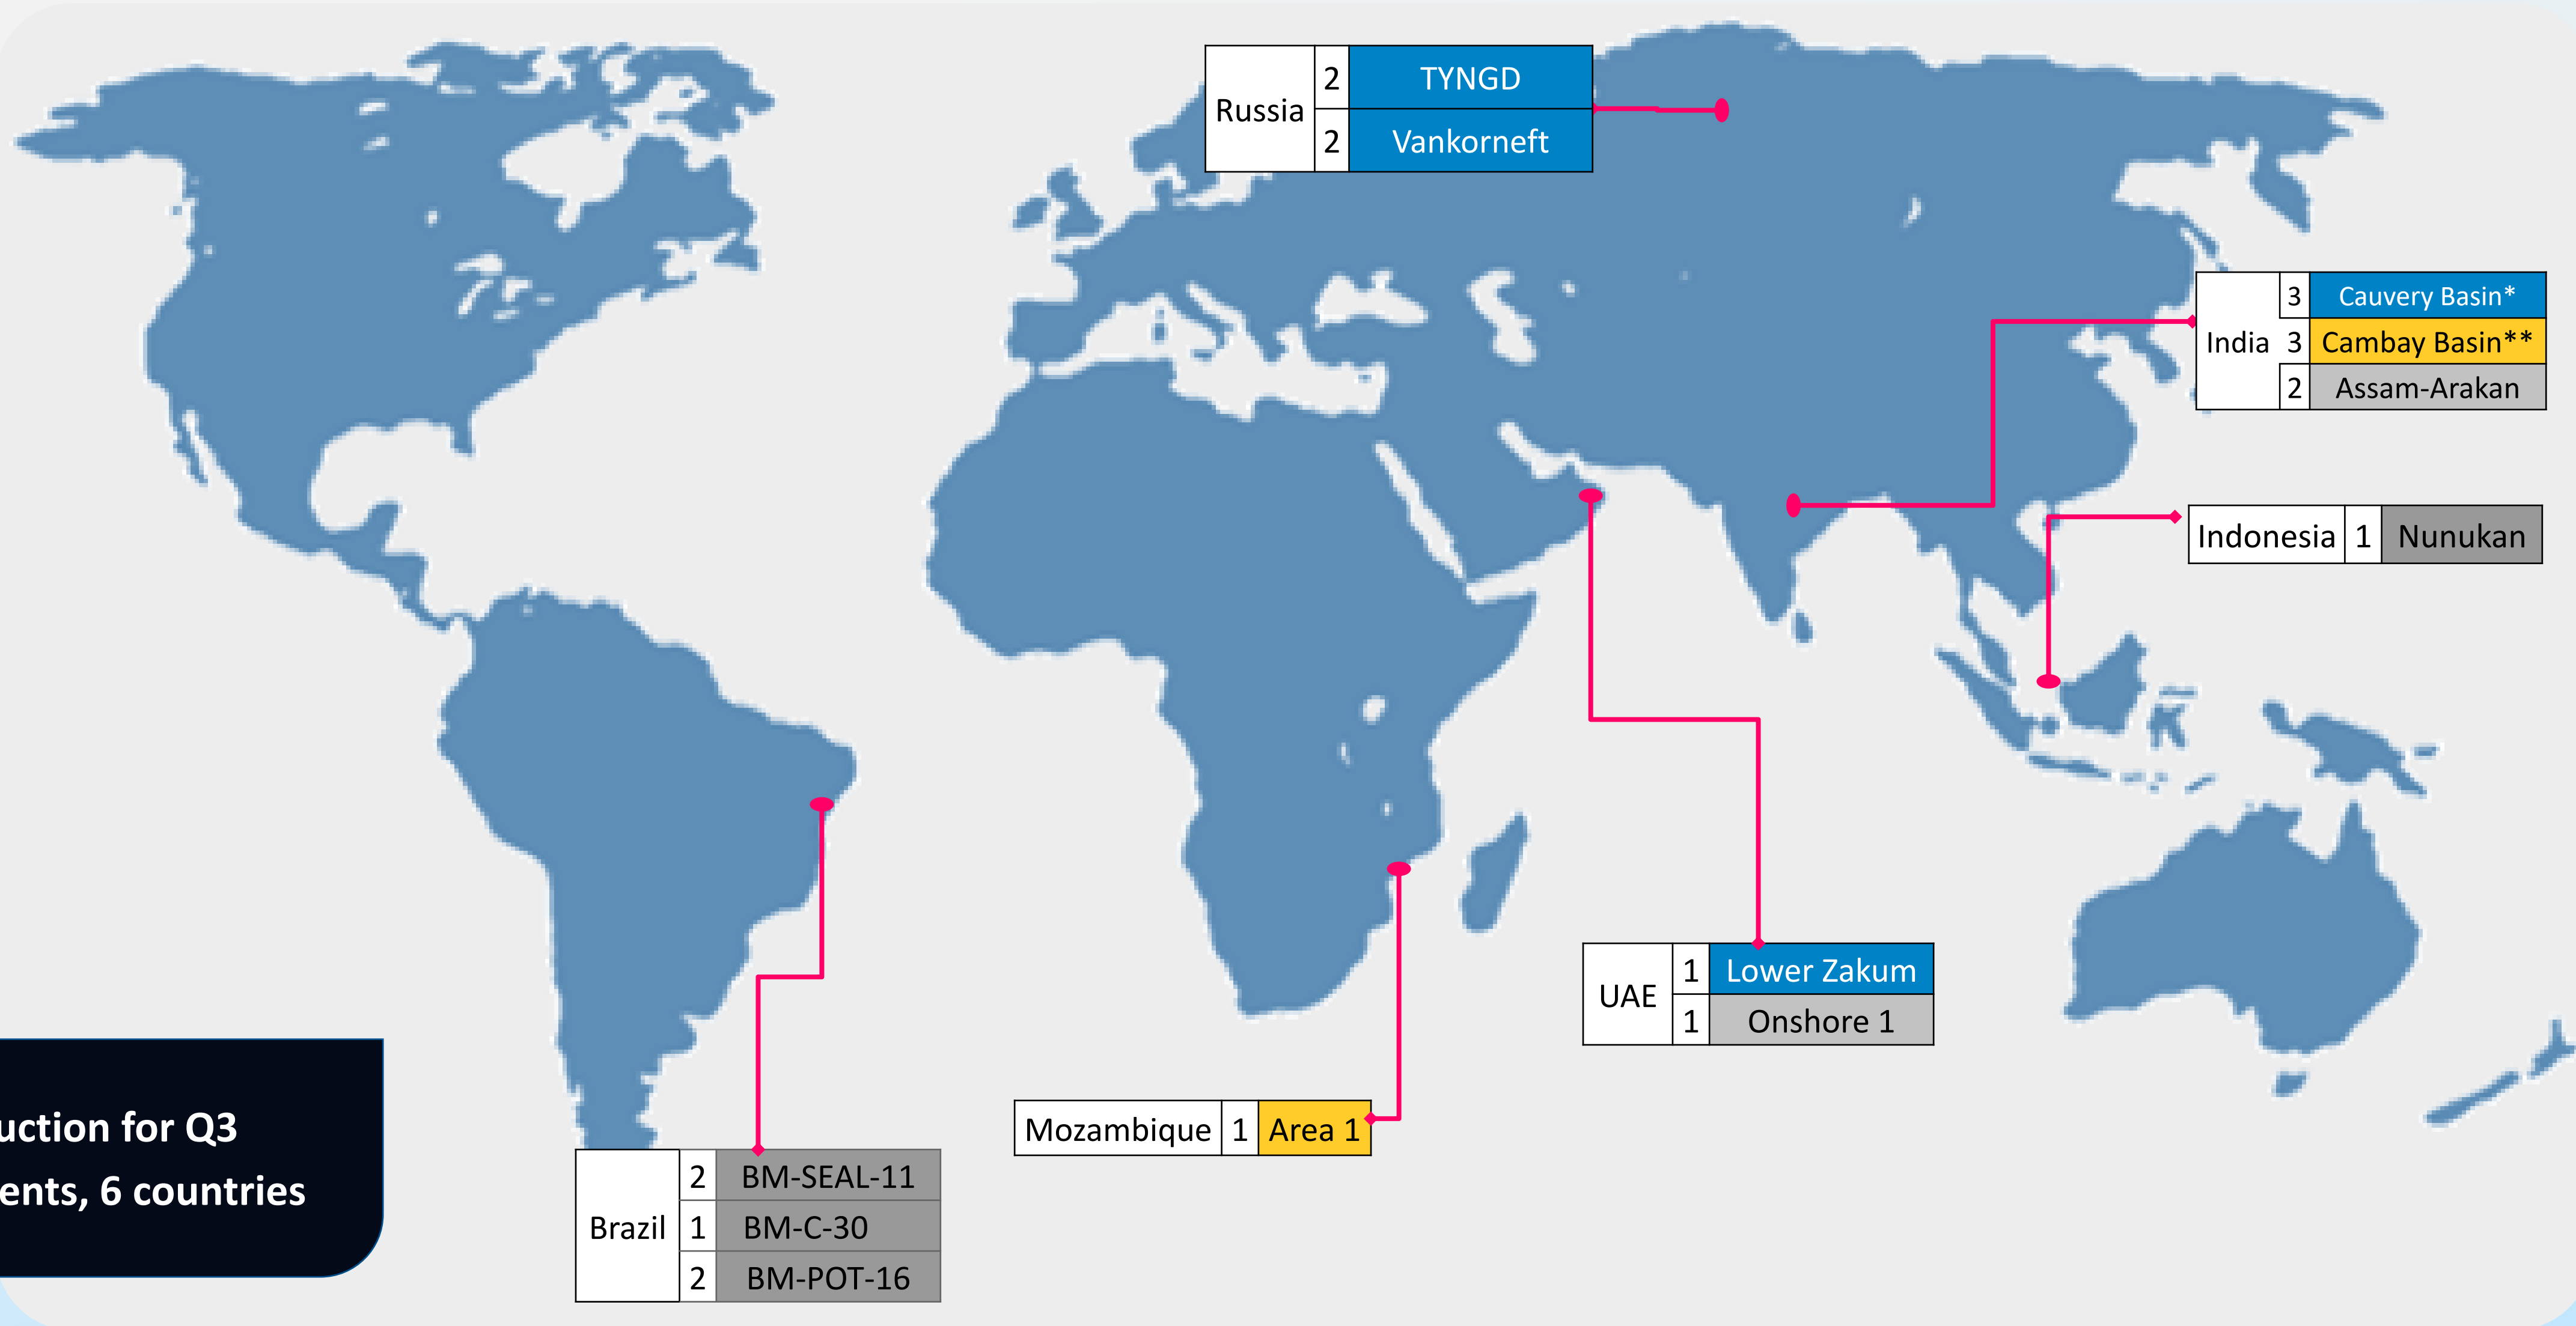 Russia
2 TYNGD
2 Vankorneft
India
3 Cauvery Basin*
3 Cambay Basin**
2 Assam-Arakan
Indonesia 1 Nunukan
UAE
1 Lower Zakum
1 Onshore 1
Mozambique 1 Area 1
Brazil
2 BM-SEAL-11
1 BM-C-30
2 BM-POT-16
for Q3
6 countries